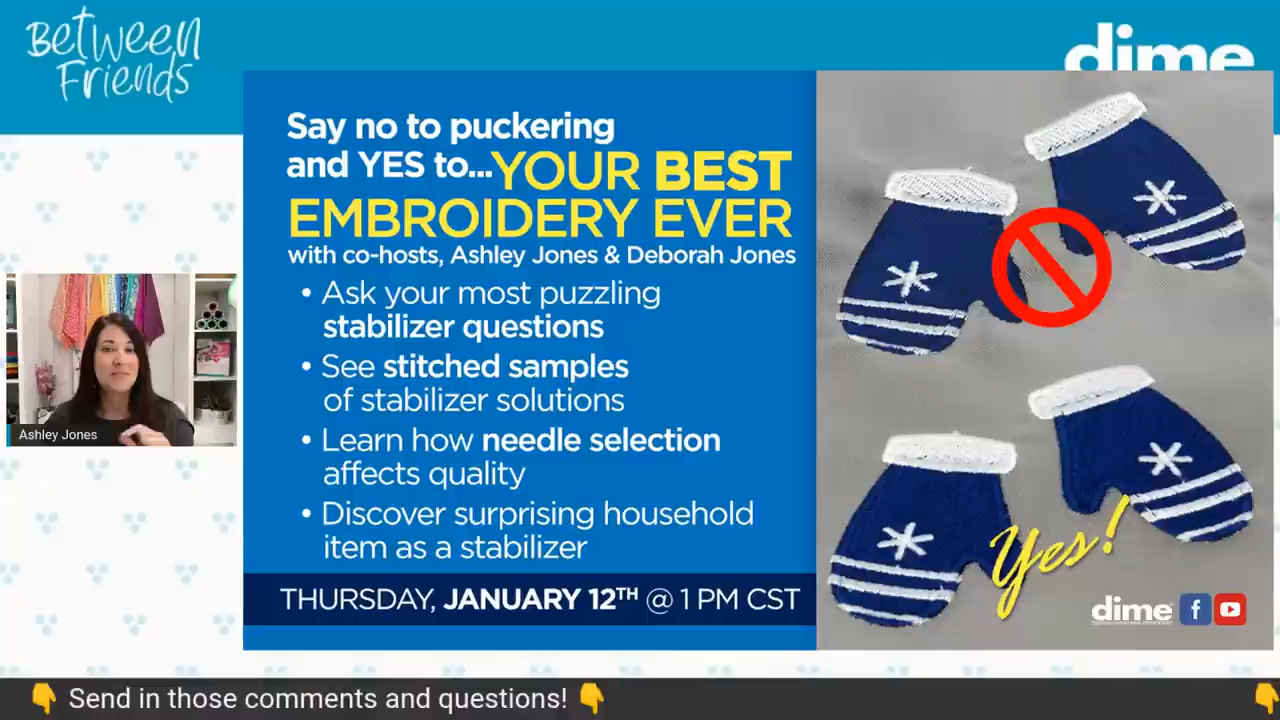 Between
Friends
dime
Say no to puckering
and YES to...YOUR BEST
EMBROIDERY EVER
with co-hosts, Ashley Jones & Deborah Jones
• Ask your most puzzling
stabilizer questions
• See stitched samples
of stabilizer solutions
• Learn how needle selection
affects quality
• Discover surprising household
item as a stabilizer
THURSDAY, JANUARY 12TH @ 1 PM CST
Yes!
dime
Ashley Jones
👇 Send in those comments and questions! 👇